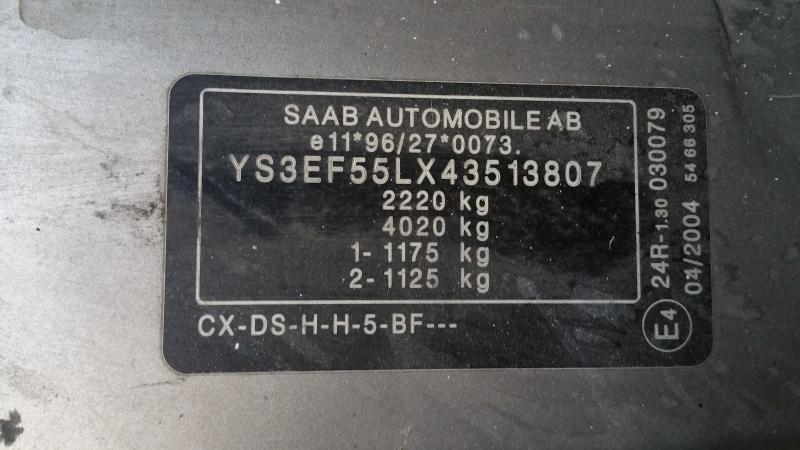 SAAB AUTOMOBILE AB
e11*96/27*0073.
YS3EF55LX43513807
2220 kg
4020 kg
1- 1175 kg
2- 1125 kg
CX-DS-H-H-5-BF---
E4 24R-1.30 030079
04/2004 54 66 305